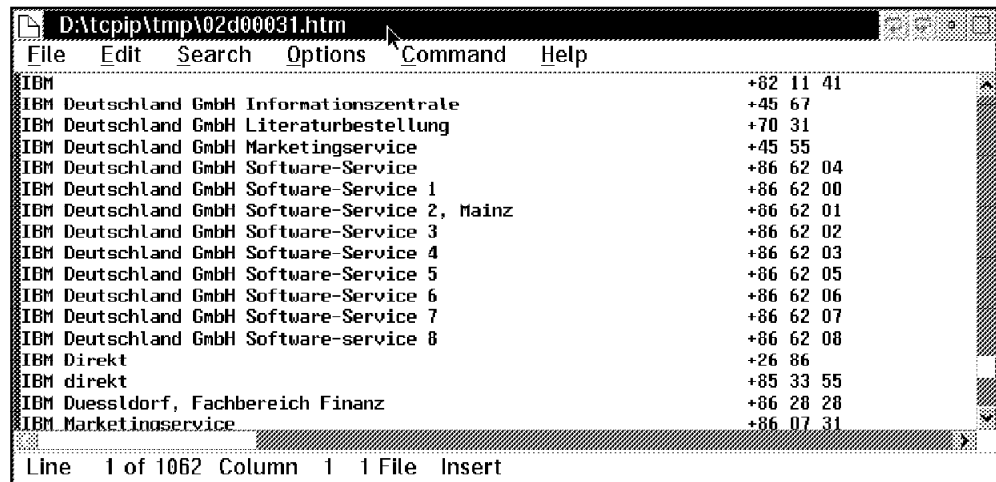 D:\tcpip\tmp\02d00031.htm
File Edit Search Options Command Help
IBM +82 11 41
IBM Deutschland GmbH Informationszentrale +45 67
IBM Deutschland GmbH Literaturbestellung +70 31
IBM Deutschland GmbH Marketingservice +45 55
IBM Deutschland GmbH Software-Service +86 62 04
IBM Deutschland GmbH Software-Service 1 +86 62 00
IBM Deutschland GmbH Software-Service 2, Mainz +86 62 01
IBM Deutschland GmbH Software-Service 3 +86 62 02
IBM Deutschland GmbH Software-Service 4 +86 62 03
IBM Deutschland GmbH Software-Service 5 +86 62 05
IBM Deutschland GmbH Software-Service 6 +86 62 06
IBM Deutschland GmbH Software-Service 7 +86 62 07
IBM Deutschland GmbH Software-service 8 +86 62 08
IBM Direkt +26 86
IBM direkt +85 33 55
IBM Duessldorf, Fachbereich Finanz +86 28 28
IBM Marketingservice +86 07 31
Line 1 of 1062 Column 1 1 File Insert